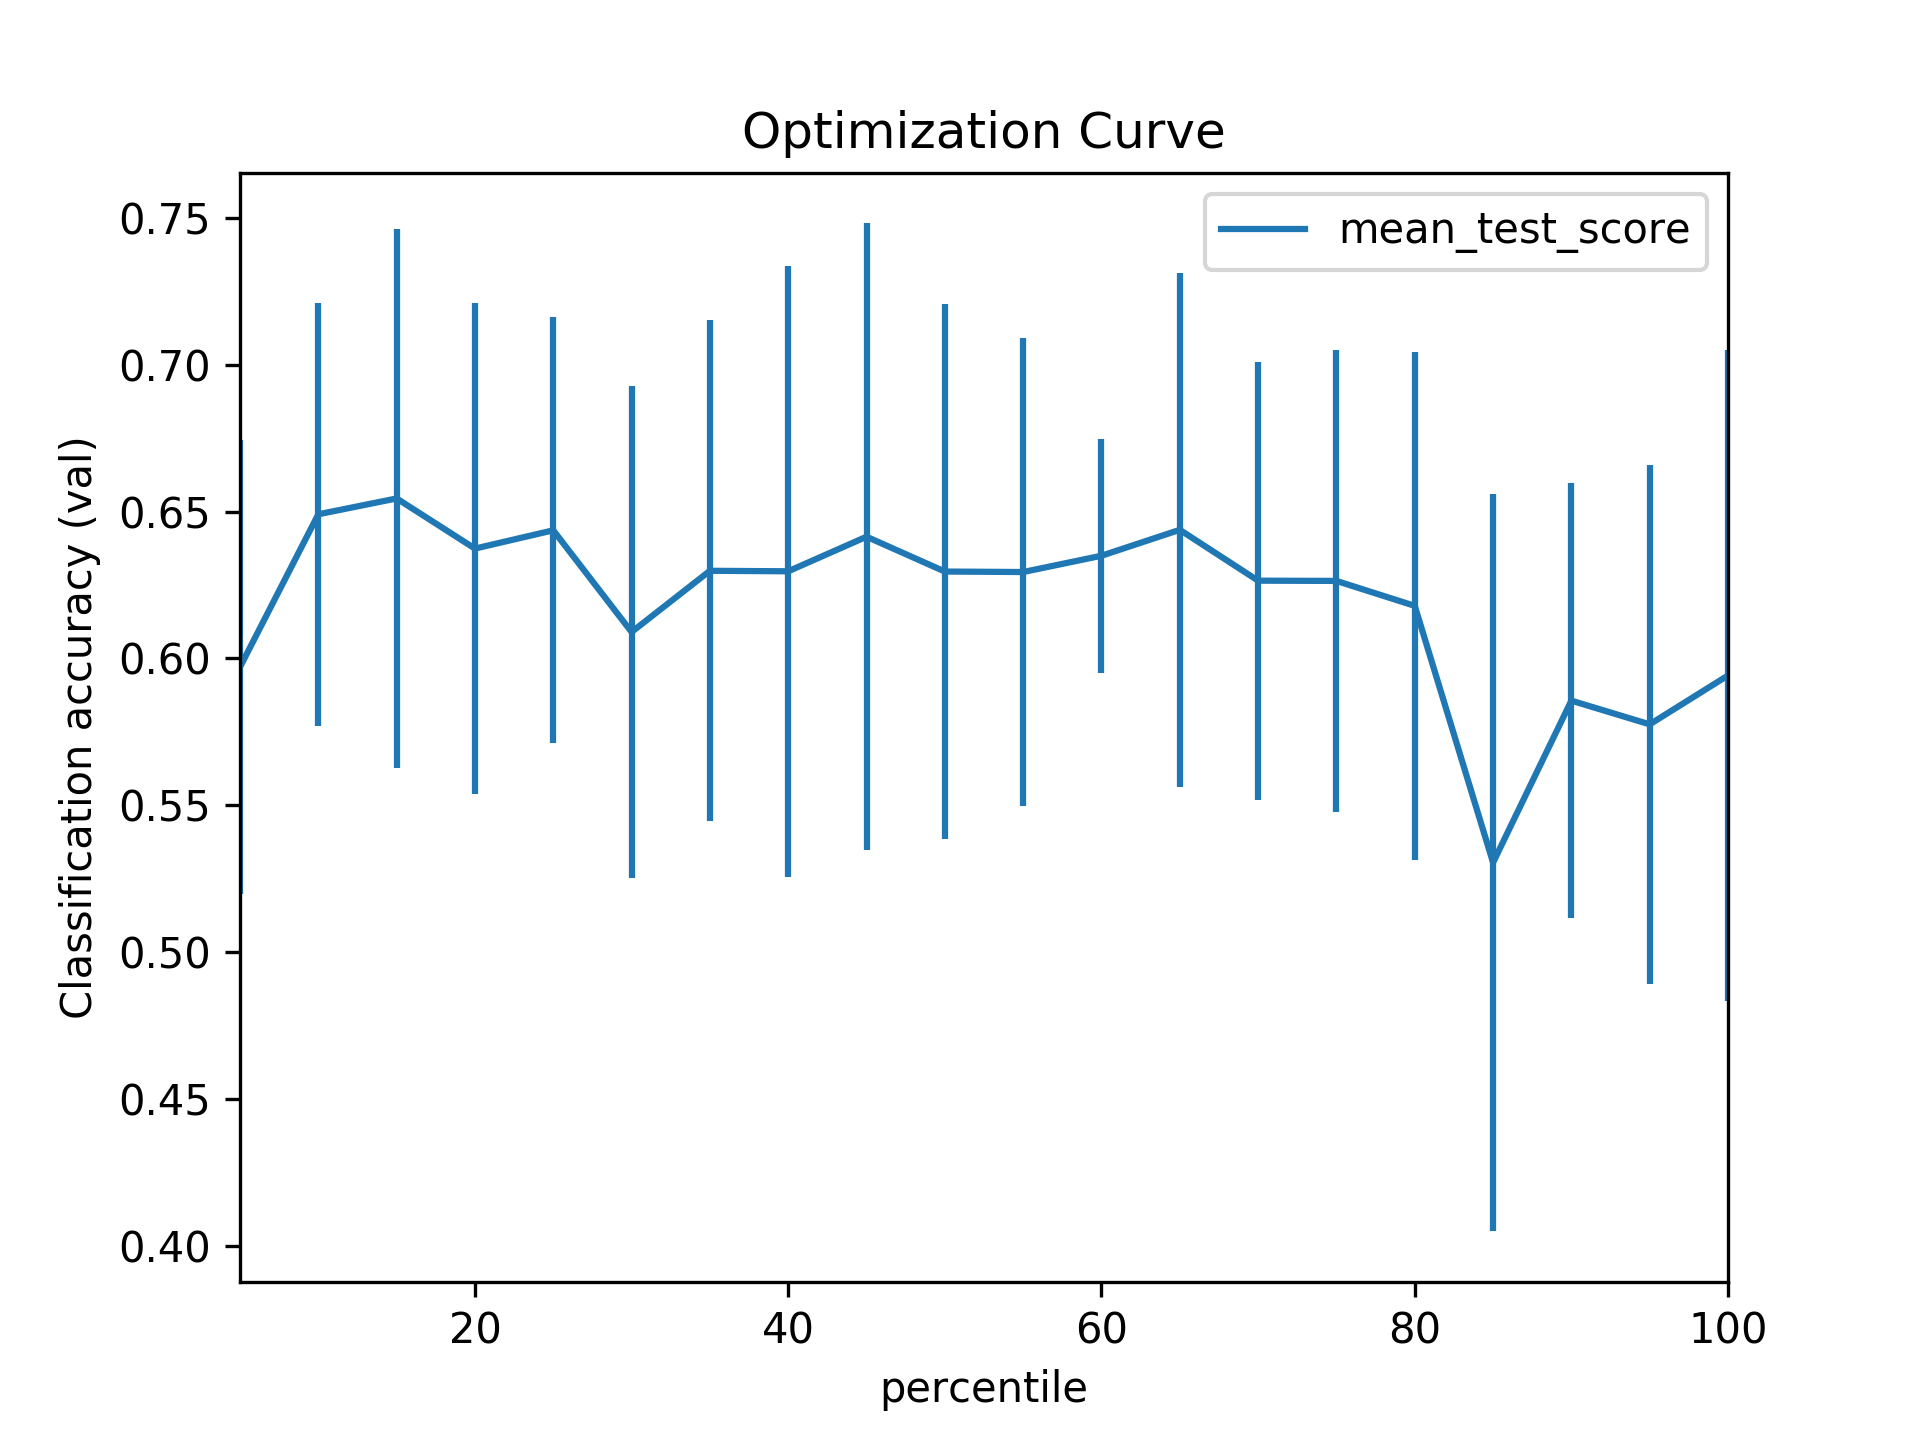 Optimization Curve
mean_test_score
Classification accuracy (val)
0.75
0.70
0.65
0.60
0.55
0.50
0.45
0.40
20 40 60 80 100
percentile